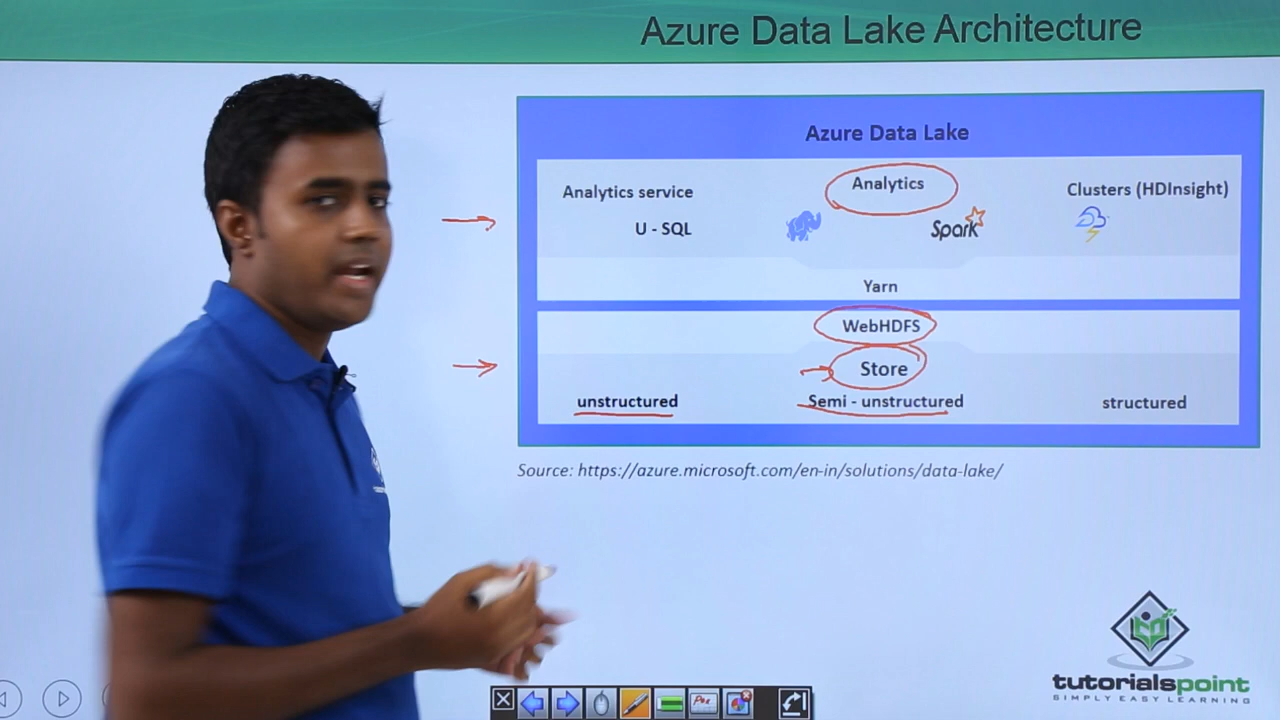 Azure Data Lake Architecture
Azure Data Lake
Analytics service
Analytics
Clusters (HDInsight)
U - SQL
Spark
Yarn
WebHDFS
Store
unstructured
Semi - unstructured
structured
Source: https://azure.microsoft.com/en-in/solutions/data-lake/
tutorialspoint
SIMPLY EASY LEARNING